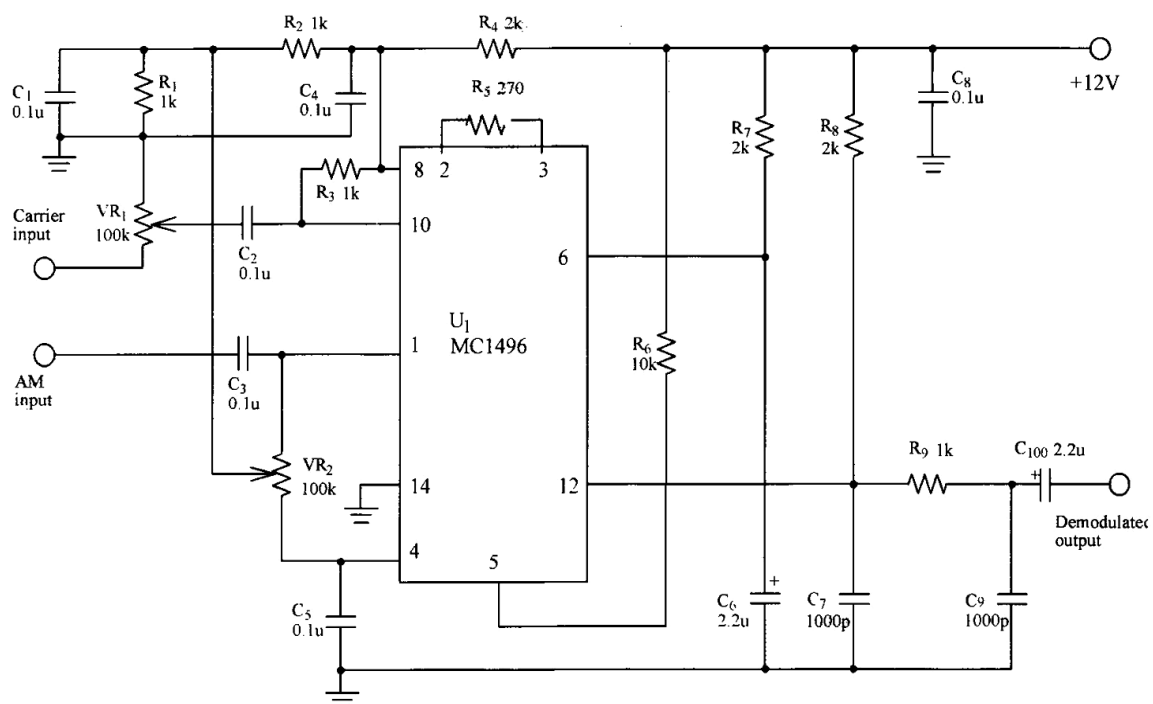 R2 1k
R4 2k
C1
0.1u
R1
1k
C4
0.1u
R5 270
C8
0.1u
+12V
R7
2k
R8
2k
8
2
3
R3 1k
Carrier
input
VR1
100k
10
C2
0.1u
6
U1
MC1496
1
R6
10k
AM
input
C3
0.1u
VR2
100k
14
12
R9 1k
C100 2.2u
+
Demodulated
output
4
5
C5
0.1u
C6
2.2u
+
C7
1000p
C9
1000p